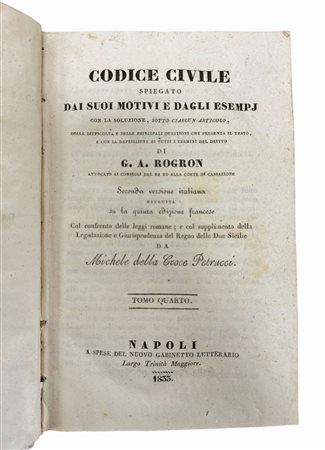 CODICE CIVILE
SPIEGATO
DAI SUOI MOTIVI E DAGLI ESEMPJ
CON LA SOLUZIONE, SOTTO CIASCUN ARTICOLO,
DELLE DIFFICOLTÀ E DELLE PRINCIPALI QUISTIONI CHE PRESENTA IL TESTO,
E CON LA DEFINIZIONE DI TUTTI I TERMINI DEL DRITTO
DI
G. A. ROGRON
AVVOCATO AI CONSIGLI DEL RE ED ALLA CORTE DI CASSAZIONE
Seconda versione italiana
ESEGUITA
su la quinta edizione francese
Col confronto delle leggi romane; e col supplimento della
Legislazione e Giurisprudenza del Regno delle Due Sicilie
DA
Michele della Croce Petrucci.
TOMO QUARTO.
NAPOLI
A SPESE DEL NUOVO GABINETTO LETTERARIO
Largo Trinità Maggiore.
1833.